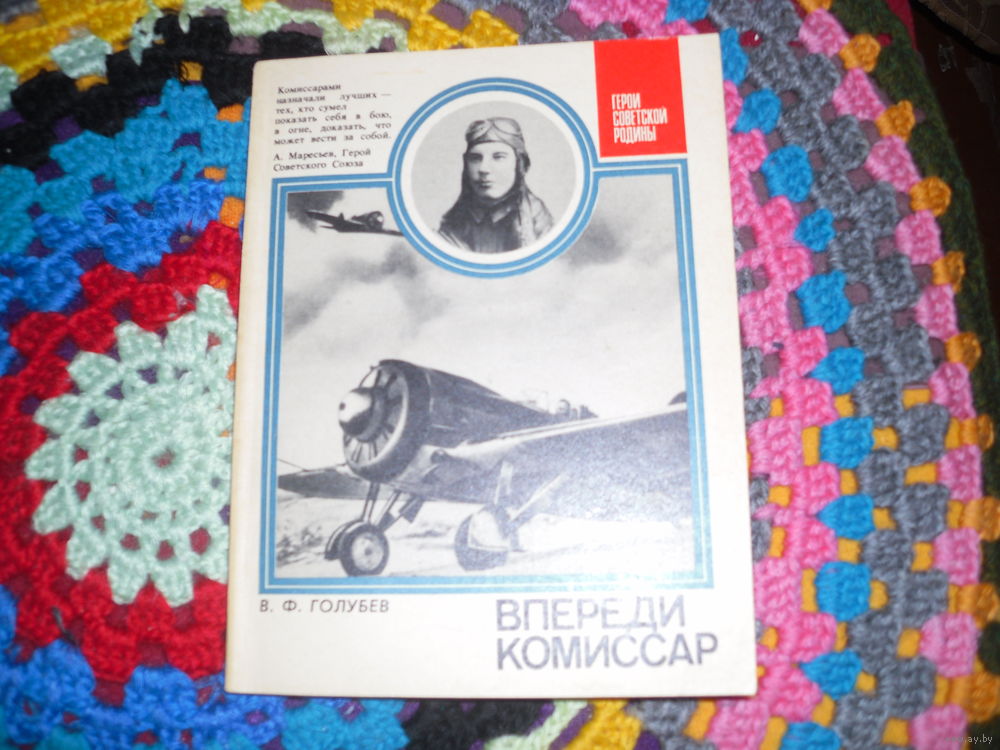 Комиссарами
назначали лучших —
тех, кто сумел
показать себя в бою,
в огне, доказать, что
может вести за собой.
А. Маресьев, Герой
Советского Союза
ГЕРОИ
СОВЕТСКОЙ
РОДИНЫ
В. Ф. ГОЛУБЕВ
ВПЕРЕДИ
КОМИССАР